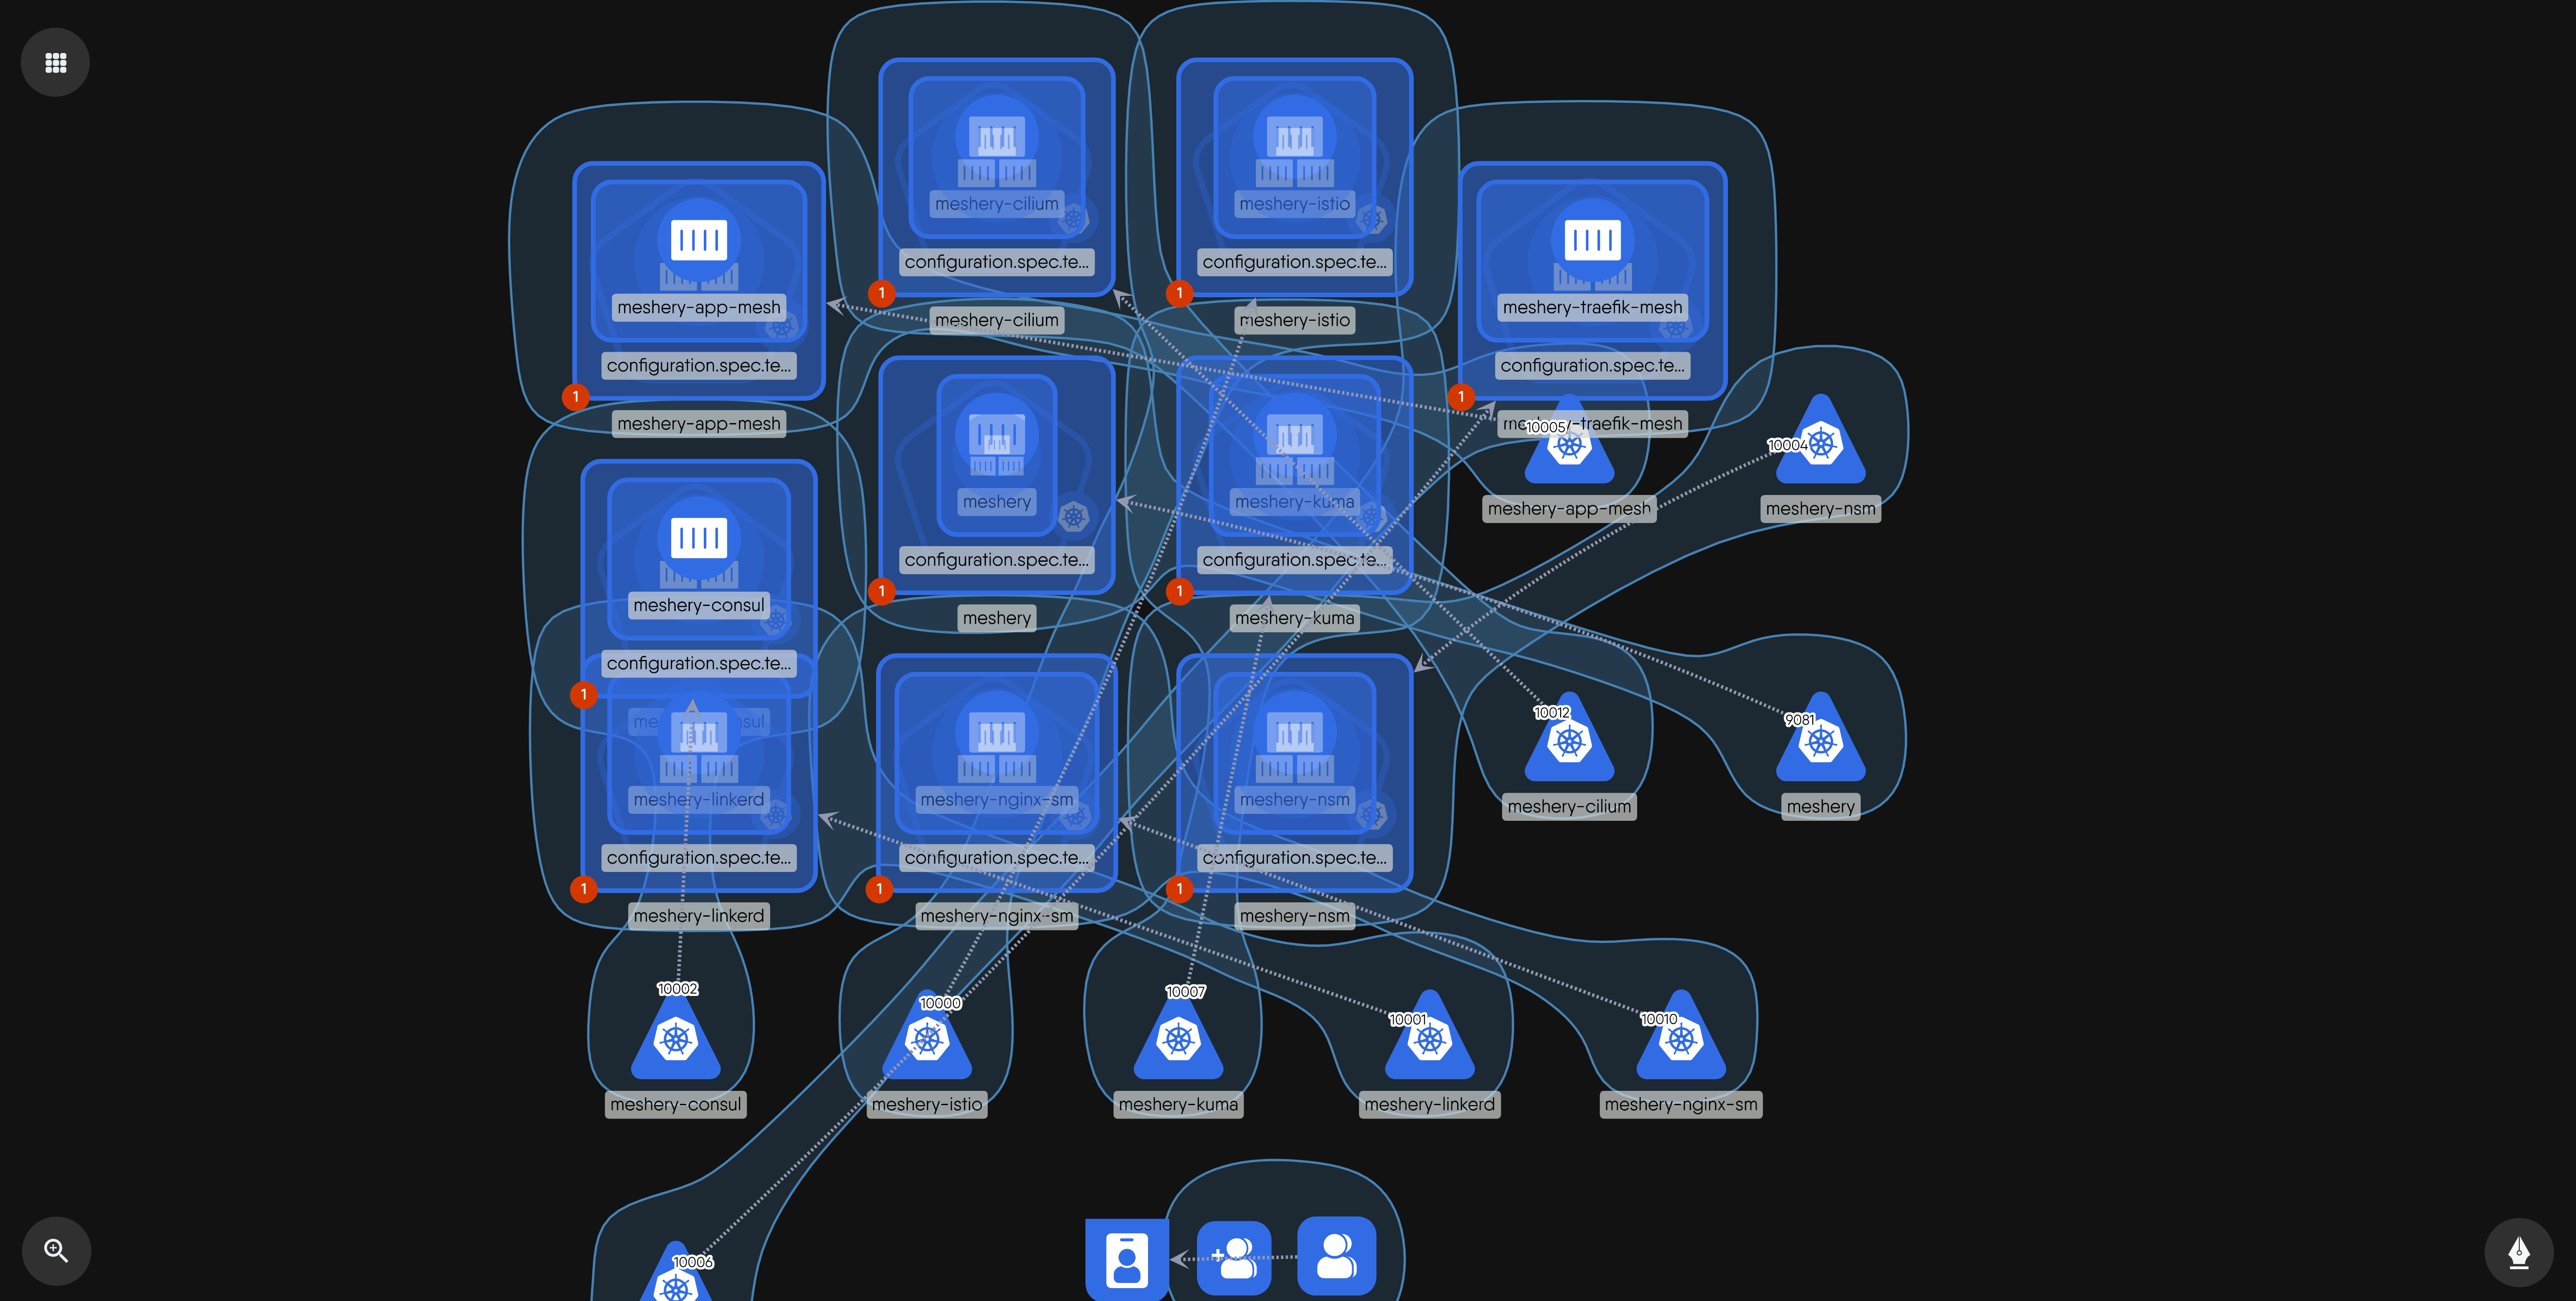 meshery-cilium
configuration.spec.te...
1
meshery-cilium
meshery-istio
configuration.spec.te...
1
meshery-istio
meshery-app-mesh
configuration.spec.te...
1
meshery-app-mesh
meshery-traefik-mesh
configuration.spec.te...
1
-traefik-mesh
10005
meshery-app-mesh
10004
meshery-nsm
meshery
configuration.spec.te...
1
meshery
meshery-kuma
configuration.spec.te...
1
meshery-kuma
meshery-consul
configuration.spec.te...
1
meshery-linkerd
configuration.spec.te...
1
meshery-linkerd
meshery-nginx-sm
configuration.spec.te...
1
meshery-nginx-sm
meshery-nsm
configuration.spec.te...
1
meshery-nsm
10012
meshery-cilium
9081
meshery
10002
meshery-consul
10000
meshery-istio
10007
meshery-kuma
10001
meshery-linkerd
10010
meshery-nginx-sm
10006